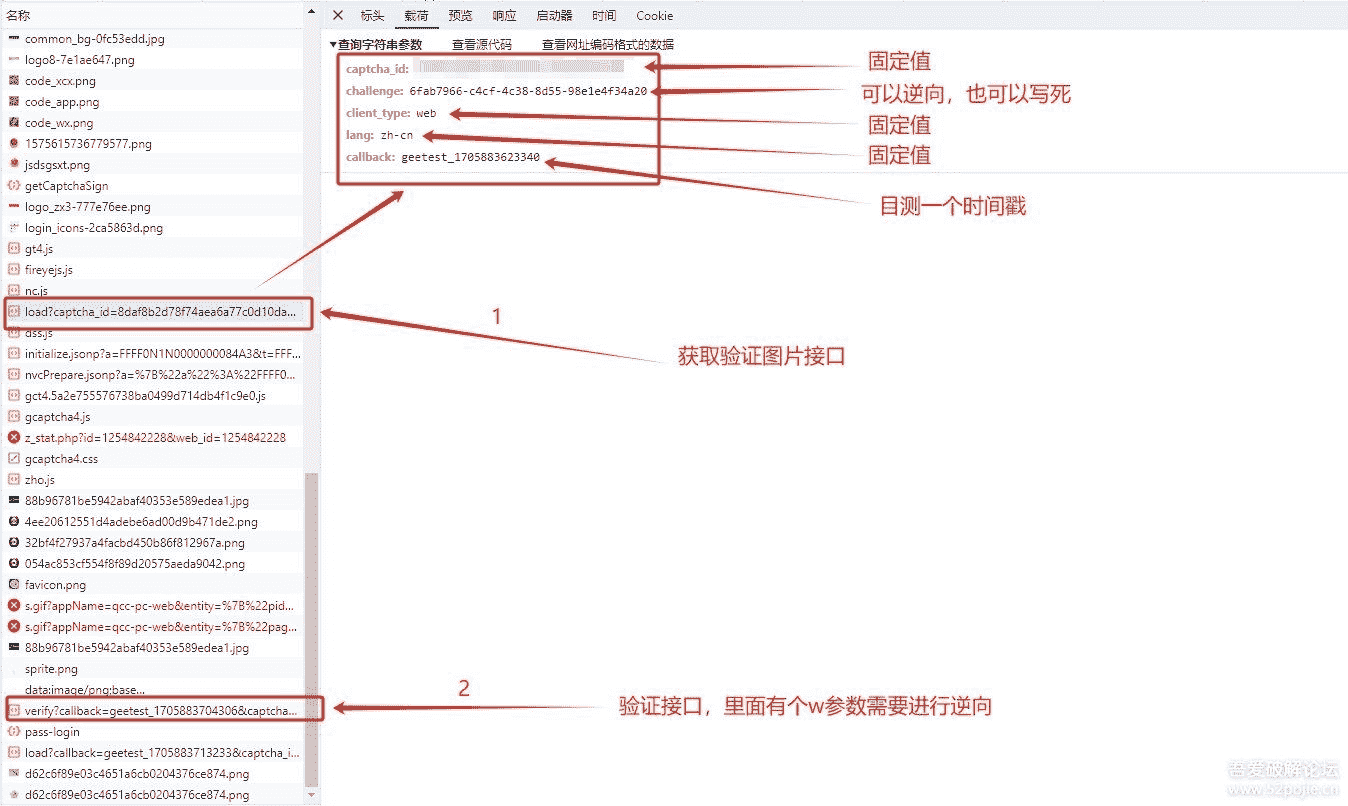 名称
common_bg-0fc53edd.jpg
logo8-7e1ae647.png
code_xcx.png
code_app.png
code_wx.png
1575615736779577.png
jsdsgsxt.png
getCaptchaSign
logo_zx3-777e76ee.png
login_icons-2ca5863d.png
gt4.js
fireyejs.js
nc.js
load?captcha_id=8daf8b2d78f74aea6a77c0d10da...
dss.js
initialize.jsonp?a=FFFF0N1N0000000084A3&t=FFF...
nvcPrepare.jsonp?a=%7B%22a%22%3A%22FFFF0...
gct4.5a2e755576738ba0499d714db4f1c9e0.js
gcaptcha4.js
z_stat.php?id=1254842228&web_id=1254842228
gcaptcha4.css
zho.js
88b96781be5942abaf40353e589edea1.jpg
4ee20612551d4adebe6ad00d9b471de2.png
32bf4f27937a4facbd450b86f812967a.png
054ac853cf554f8f89d20575aeda9042.png
favicon.png
s.gif?appName=qcc-pc-web&entity=%7B%22pid...
s.gif?appName=qcc-pc-web&entity=%7B%22pag...
88b96781be5942abaf40353e589edea1.jpg
sprite.png
data:image/png;base...
verify?callback=geetest_1705883704306&captcha...
pass-login
load?callback=geetest_1705883713233&captcha_i...
d62c6f89e03c4651a6cb0204376ce874.png
d62c6f89e03c4651a6cb0204376ce874.png
标头 载荷 预览 响应 启动器 时间 Cookie
查询字符串参数 查看源代码 查看网址编码格式的数据
captcha_id:
challenge: 6fab7966-c4cf-4c38-8d55-98e1e4f34a20
client_type: web
lang: zh-cn
callback: geetest_1705883623340
固定值
可以逆向，也可以写死
固定值
固定值
目测一个时间戳
1
获取验证图片接口
2
验证接口，里面有个w参数需要进行逆向
吾爱破解论坛
www.52pojie.cn